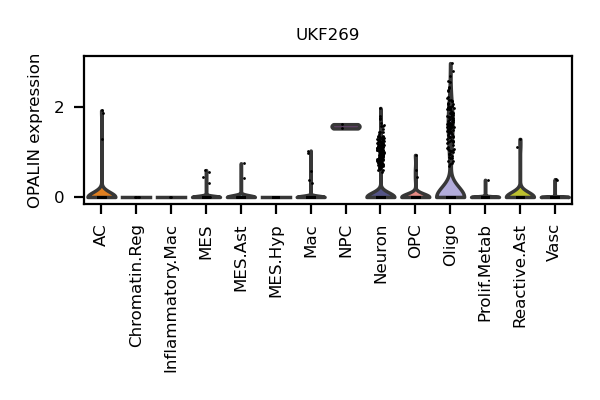 UKF269
OPALIN expression
2
0
AC
Chromatin.Reg
Inflammatory.Mac
MES
MES.Ast
MES.Hyp
Mac
NPC
Neuron
OPC
Oligo
Prolif.Metab
Reactive.Ast
Vasc